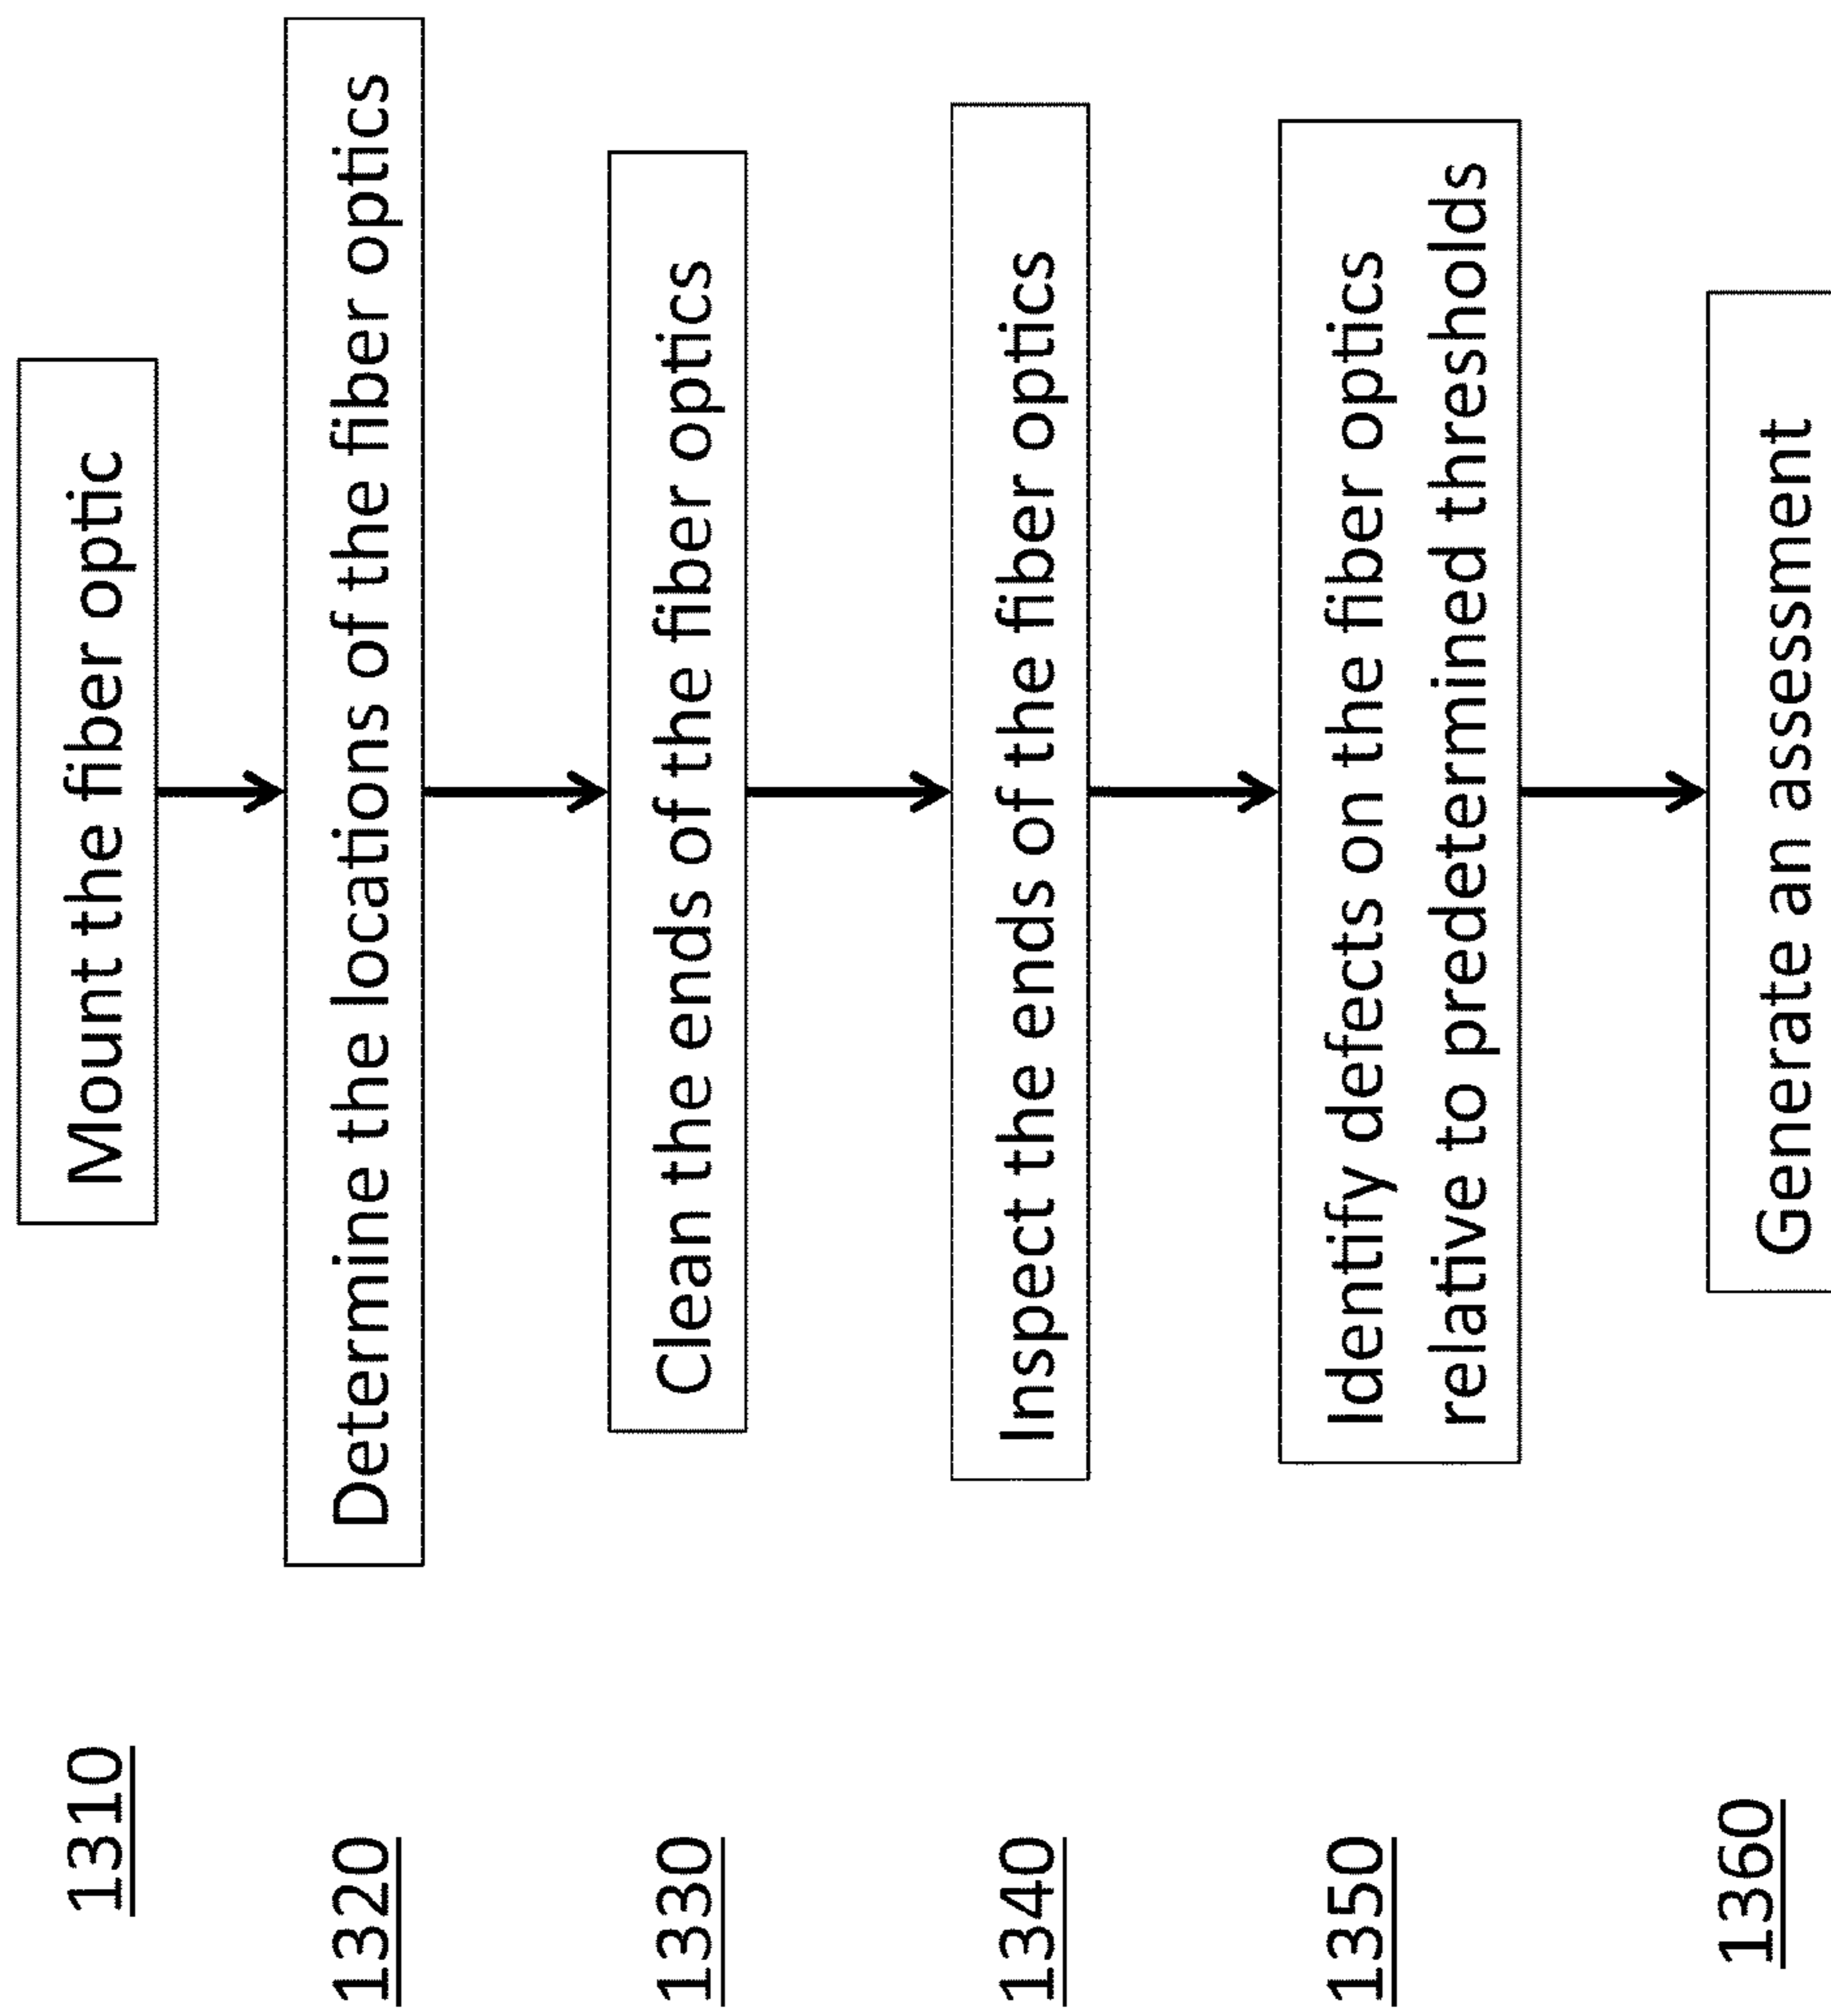 1310
Mount the fiber optic
1320
Determine the locations of the fiber optics
1330
Clean the ends of the fiber optics
1340
Inspect the ends of the fiber optics
1350
Identify defects on the fiber optics
relative to predetermined thresholds
1360
Generate an assessment